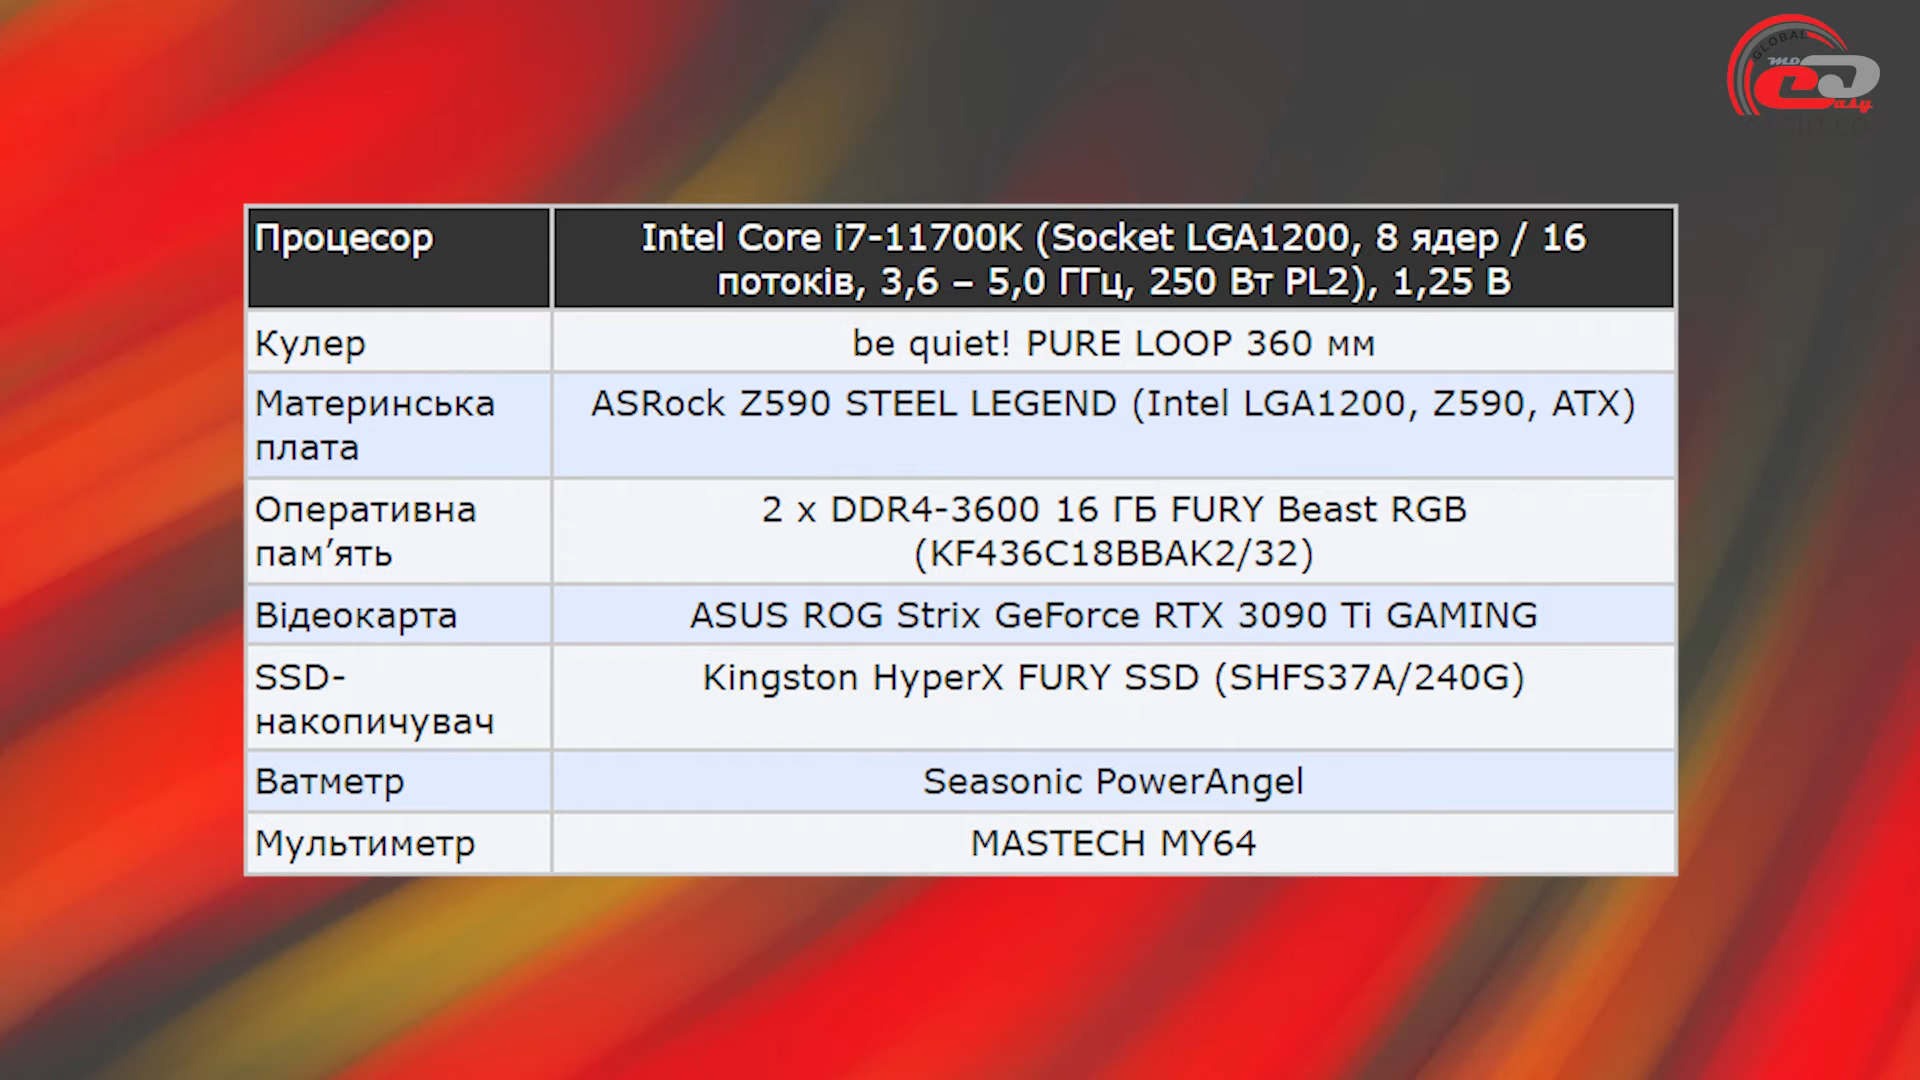 GLOBAL
Процесор
Intel Core i7-11700K (Socket LGA1200, 8 ядер / 16
потоків, 3,6 – 5,0 ГГц, 250 Вт PL2), 1,25 В
Кулер
be quiet! PURE LOOP 360 мм
Материнська
плата
ASRock Z590 STEEL LEGEND (Intel LGA1200, Z590, ATX)
Оперативна
пам’ять
2 x DDR4-3600 16 ГБ FURY Beast RGB
(KF436C18BBAK2/32)
Відеокарта
ASUS ROG Strix GeForce RTX 3090 Ti GAMING
SSD-
накопичувач
Kingston HyperX FURY SSD (SHFS37A/240G)
Ватметр
Seasonic PowerAngel
Мультиметр
MASTECH MY64